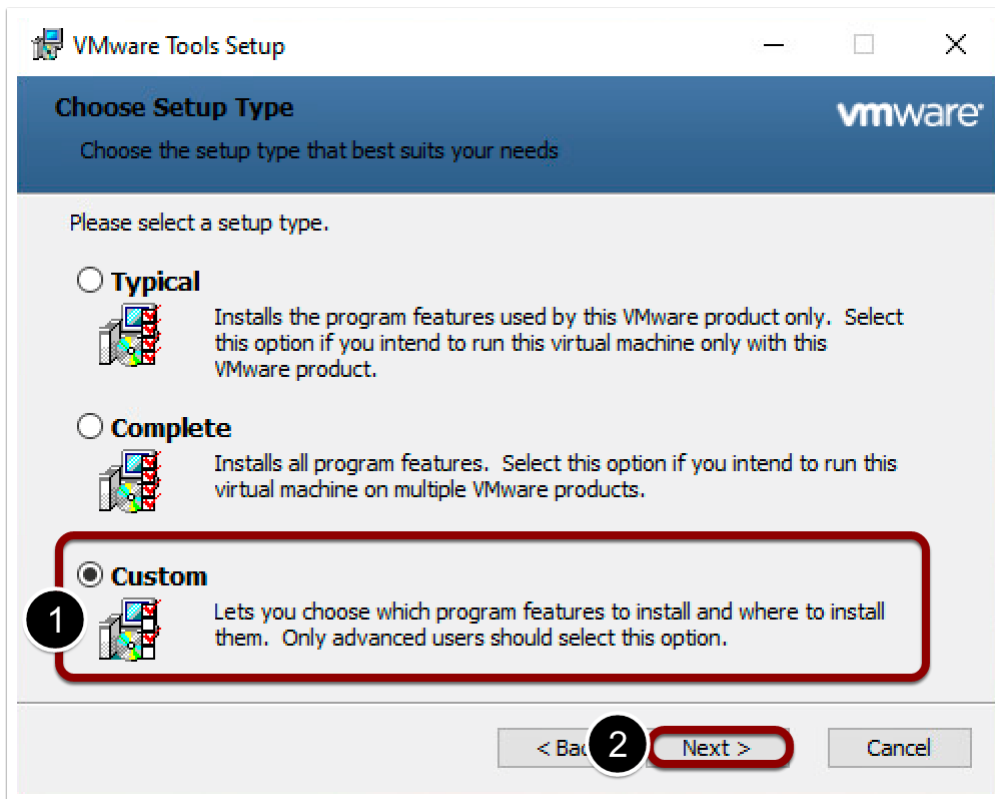 VMware Tools Setup
Choose Setup Type
vmware
Choose the setup type that best suits your needs
Please select a setup type.
Typical
Installs the program features used by this VMware product only.  Select
this option if you intend to run this virtual machine only with this
VMware product.
Complete
Installs all program features.  Select this option if you intend to run this
virtual machine on multiple VMware products.
Custom
1
Lets you choose which program features to install and where to install
them.  Only advanced users should select this option.
< Bac 2 Next > Cancel